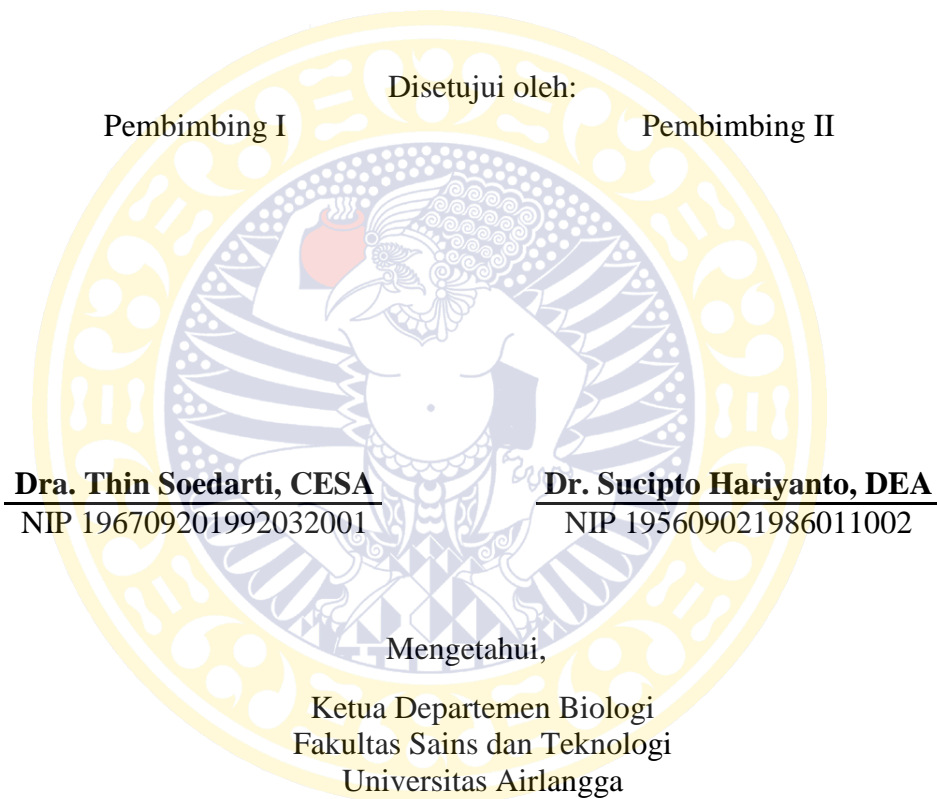 Disetujui oleh:
Pembimbing I
Pembimbing II
Dra. Thin Soedarti, CESA
NIP 196709201992032001
Dr. Sucipto Hariyanto, DEA
NIP 195609021986011002
Mengetahui,
Ketua Departemen Biologi
Fakultas Sains dan Teknologi
Universitas Airlangga